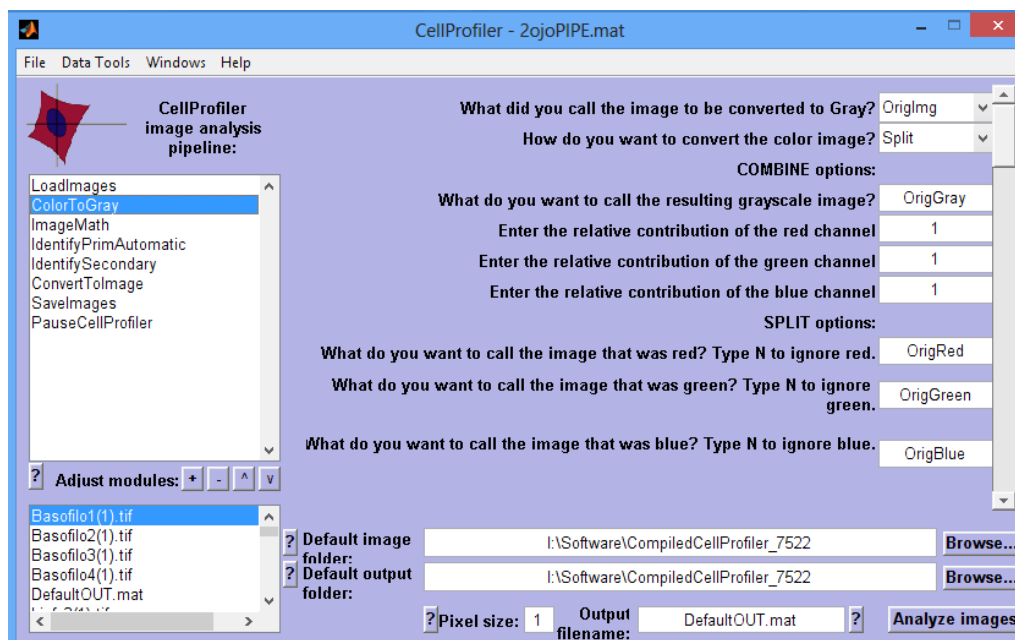 CellProfiler - 2ojoPIPE.mat
File Data Tools Windows Help
CellProfiler
image analysis
pipeline:
LoadImages
ColorToGray
ImageMath
IdentifyPrimAutomatic
IdentifySecondary
ConvertToImage
SaveImages
PauseCellProfiler
? Adjust modules: + - ^ v
Basofilo1(1).tif
Basofilo2(1).tif
Basofilo3(1).tif
Basofilo4(1).tif
DefaultOUT.mat
What did you call the image to be converted to Gray? OrigImg
How do you want to convert the color image? Split
COMBINE options:
What do you want to call the resulting grayscale image? OrigGray
Enter the relative contribution of the red channel 1
Enter the relative contribution of the green channel 1
Enter the relative contribution of the blue channel 1
SPLIT options:
What do you want to call the image that was red? Type N to ignore red. OrigRed
What do you want to call the image that was green? Type N to ignore
green. OrigGreen
What do you want to call the image that was blue? Type N to ignore blue. OrigBlue
? Default image
folder: I:\Software\CompiledCellProfiler_7522 Browse...
? Default output
folder: I:\Software\CompiledCellProfiler_7522 Browse...
? Pixel size: 1 Output
filename: DefaultOUT.mat ? Analyze images